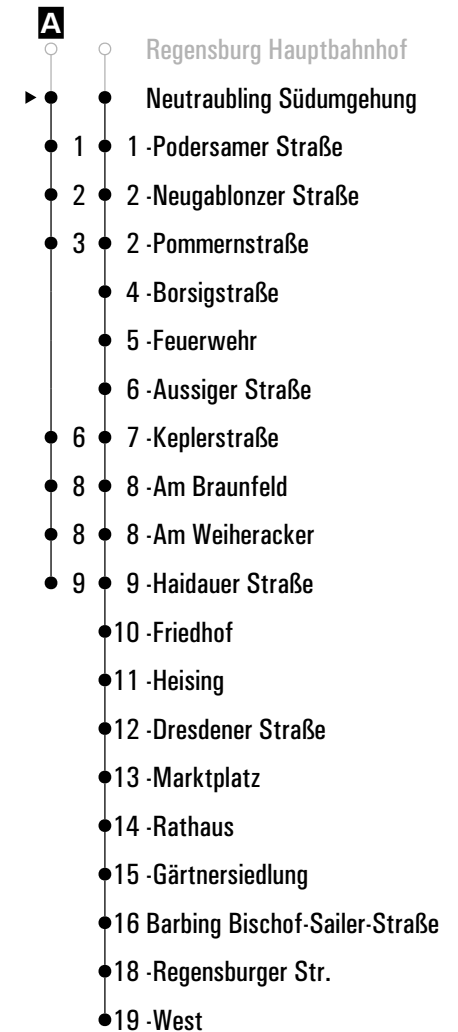 A
Regensburg Hauptbahnhof
Neutraubling Südumgehung
1 1 -Podersamer Straße
2 2 -Neugablonzer Straße
3 2 -Pommernstraße
4 -Borsigstraße
5 -Feuerwehr
6 -Aussiger Straße
6 7 -Keplerstraße
8 8 -Am Braunfeld
8 8 -Am Weiheracker
9 9 -Haidauer Straße
10 -Friedhof
11 -Heising
12 -Dresdener Straße
13 -Marktplatz
14 -Rathaus
15 -Gärtnersiedlung
16 Barbing Bischof-Sailer-Straße
18 -Regensburger Str.
19 -West